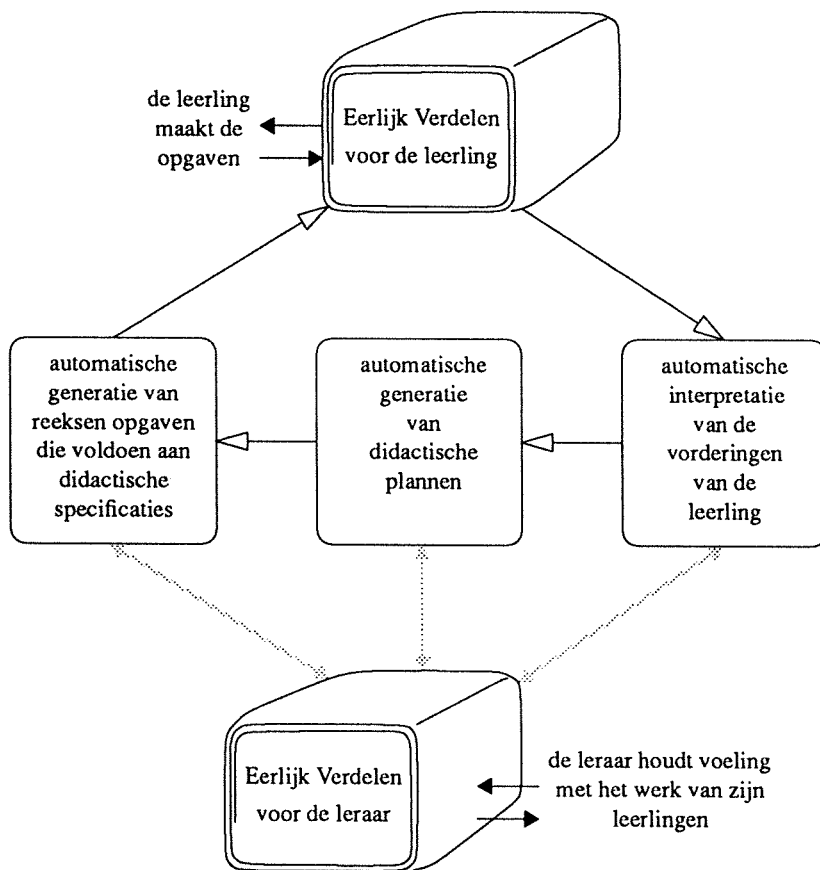 de leerling
maakt de
opgaven
Eerlijk Verdelen
voor de leerling
automatische
generatie van
reeksen opgaven
die voldoen aan
didactische
specificaties
automatische
generatie
van
didactische
plannen
automatische
interpretatie
van de
vorderingen
van de
leerling
Eerlijk Verdelen
voor de leraar
de leraar houdt voeling
met het werk van zijn
leerlingen